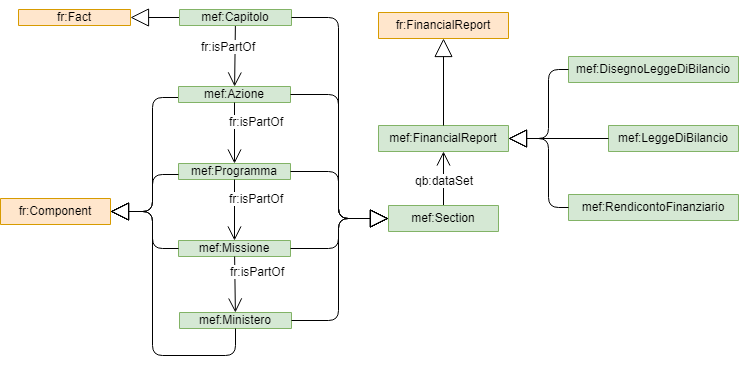 fr:Fact
mef:Capitolo
fr:FinancialReport
fr:isPartOf
mef:DisegnoLeggeDiBilancio
mef:Azione
fr:isPartOf
mef:FinancialReport
mef:LeggeDiBilancio
mef:Programma
qb:dataSet
fr:isPartOf
fr:Component
mef:Section
mef:RendicontoFinanziario
mef:Missione
fr:isPartOf
mef:Ministero